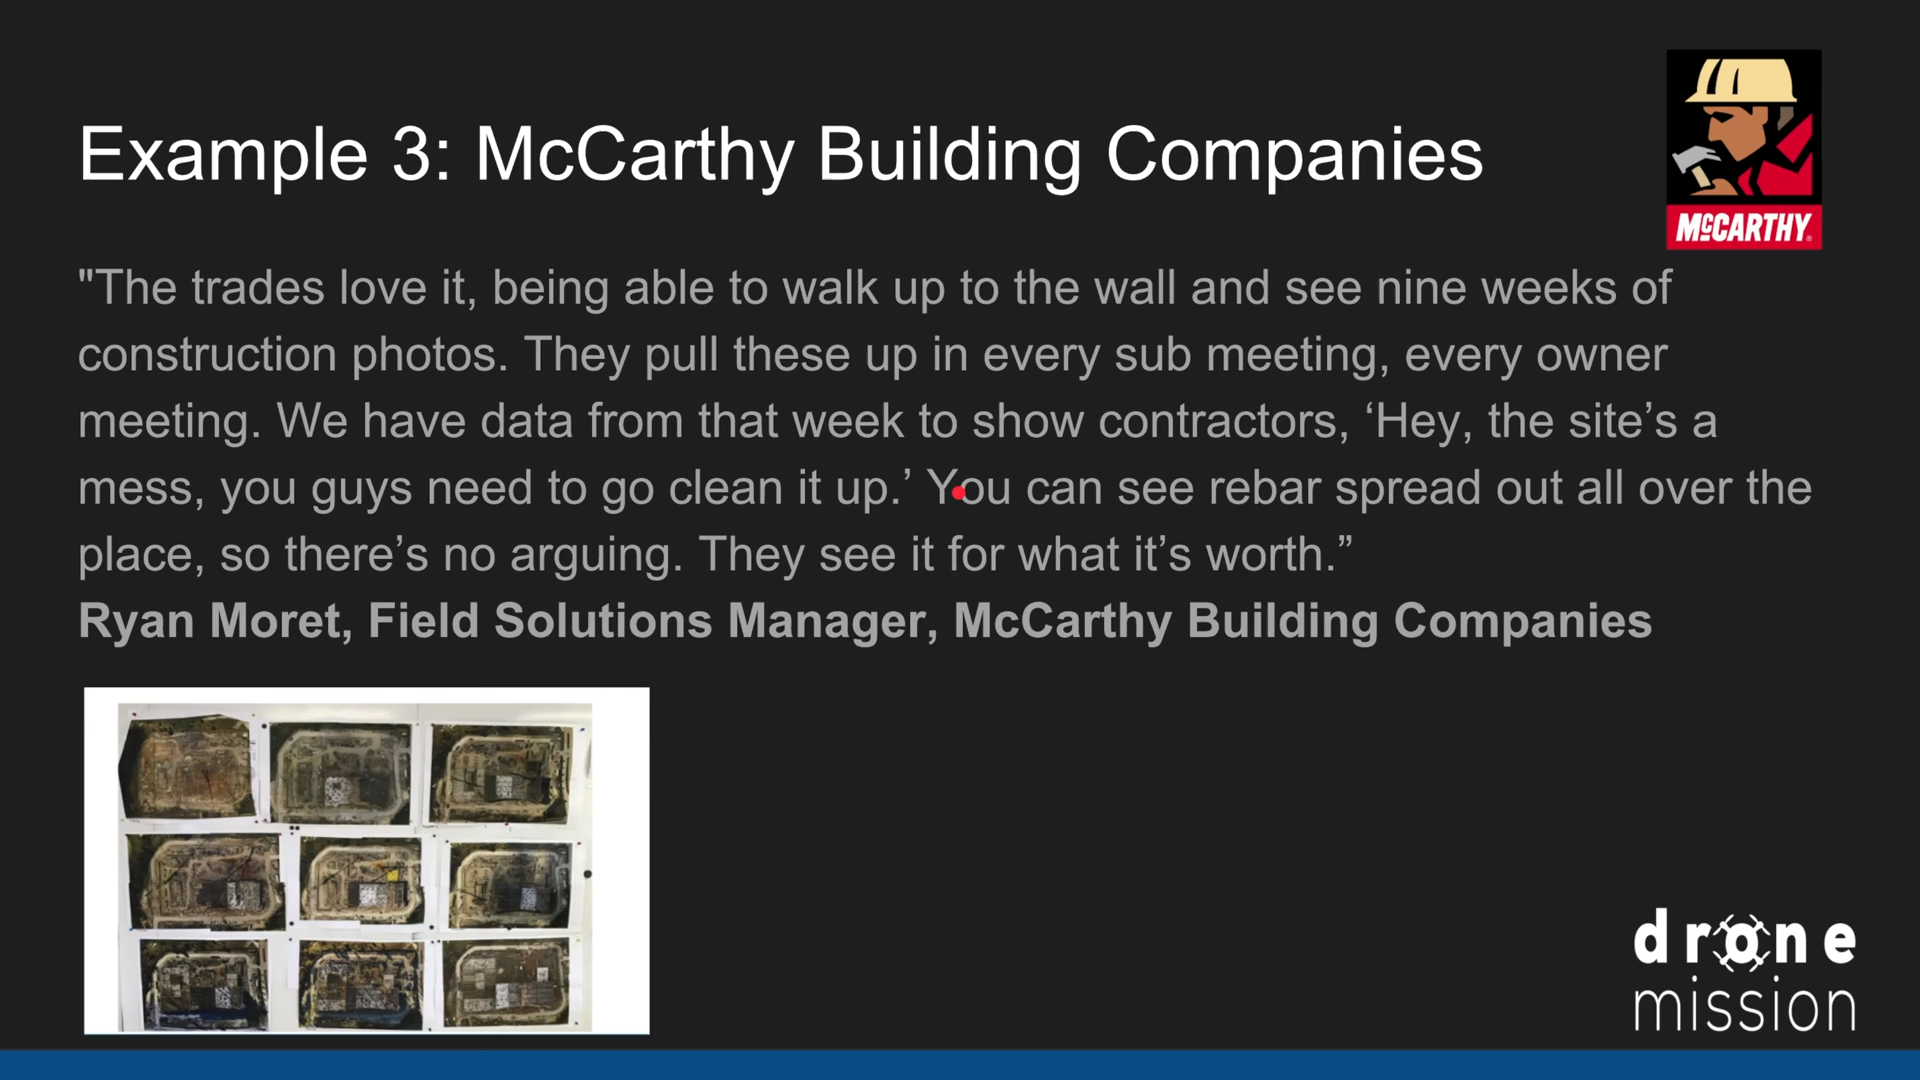 Example 3: McCarthy Building Companies
McCARTHY.
"The trades love it, being able to walk up to the wall and see nine weeks of
construction photos. They pull these up in every sub meeting, every owner
meeting. We have data from that week to show contractors, ‘Hey, the site’s a
mess, you guys need to go clean it up.’ You can see rebar spread out all over the
place, so there’s no arguing. They see it for what it’s worth.”
Ryan Moret, Field Solutions Manager, McCarthy Building Companies
drone
mission